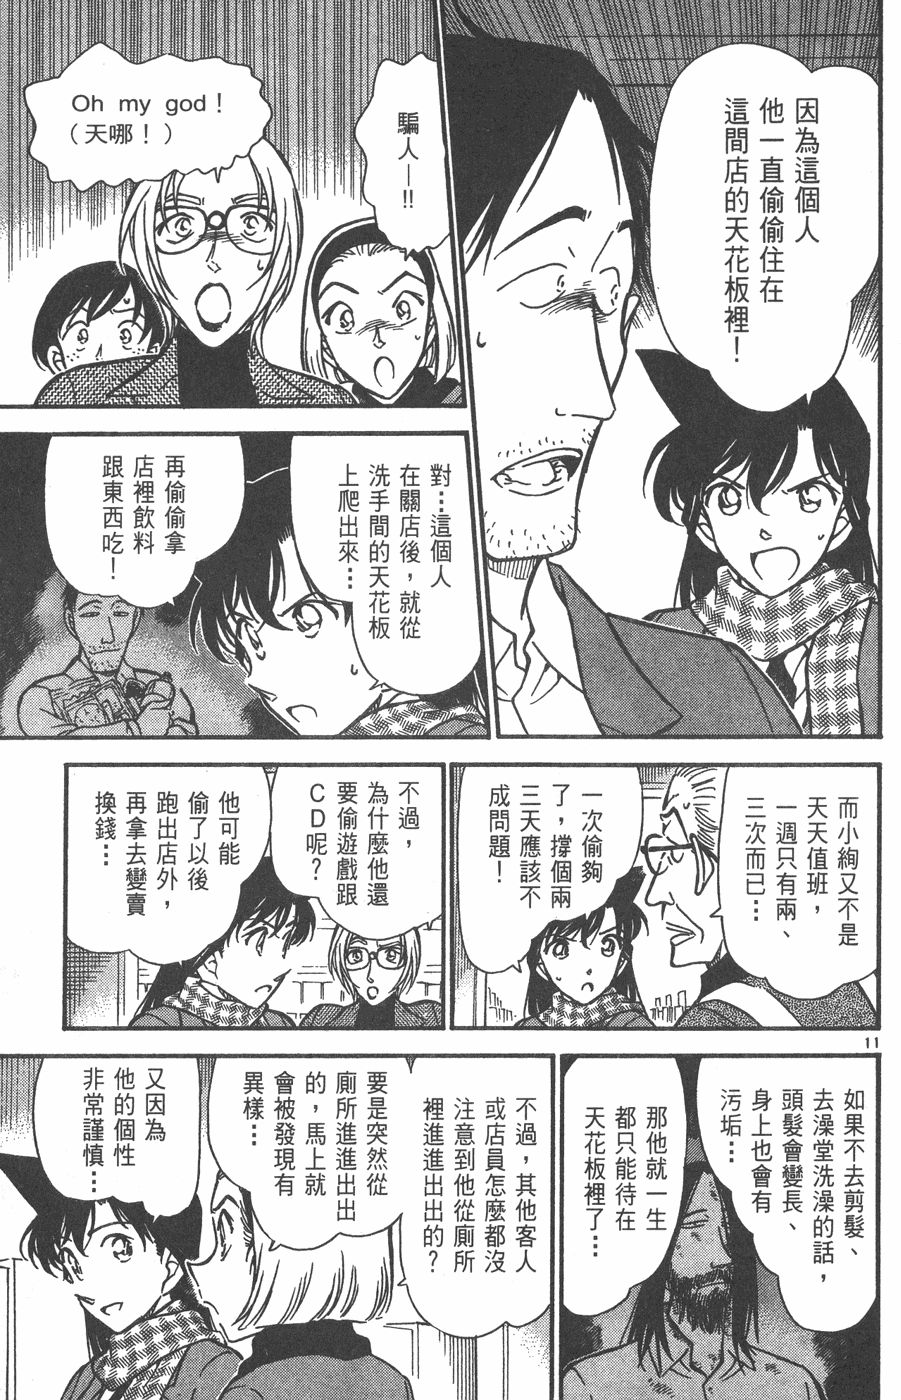 因為這個人
他一直偷偷住在
這間店的天花板裡！
騙人—!!
Oh my god！
（天哪！）
對…這個人
在關店後，就從
洗手間的天花板
上爬出來…
再偷偷拿
店裡飲料
跟東西吃！
而小絢又不是
天天值班，
一週只有兩、
三次而已…
一次偷夠
了，撐個兩
三天應該不
成問題！
不過，
為什麼他還
要偷遊戲跟
CD呢？
他可能
偷了以後
跑出店外，
再拿去變賣
換錢…
11
如果不去剪髮、
去澡堂洗澡的話，
頭髮會變長、
身上也會有
污垢…
那他就一生
都只能待在
天花板裡了…
不過，其他客人
或店員怎麼都沒
注意到他從廁所
裡進進出出的？
要是突然從
廁所進進出出
的，馬上就
會被發現有
異樣…
又因為
他的個性
非常謹慎…